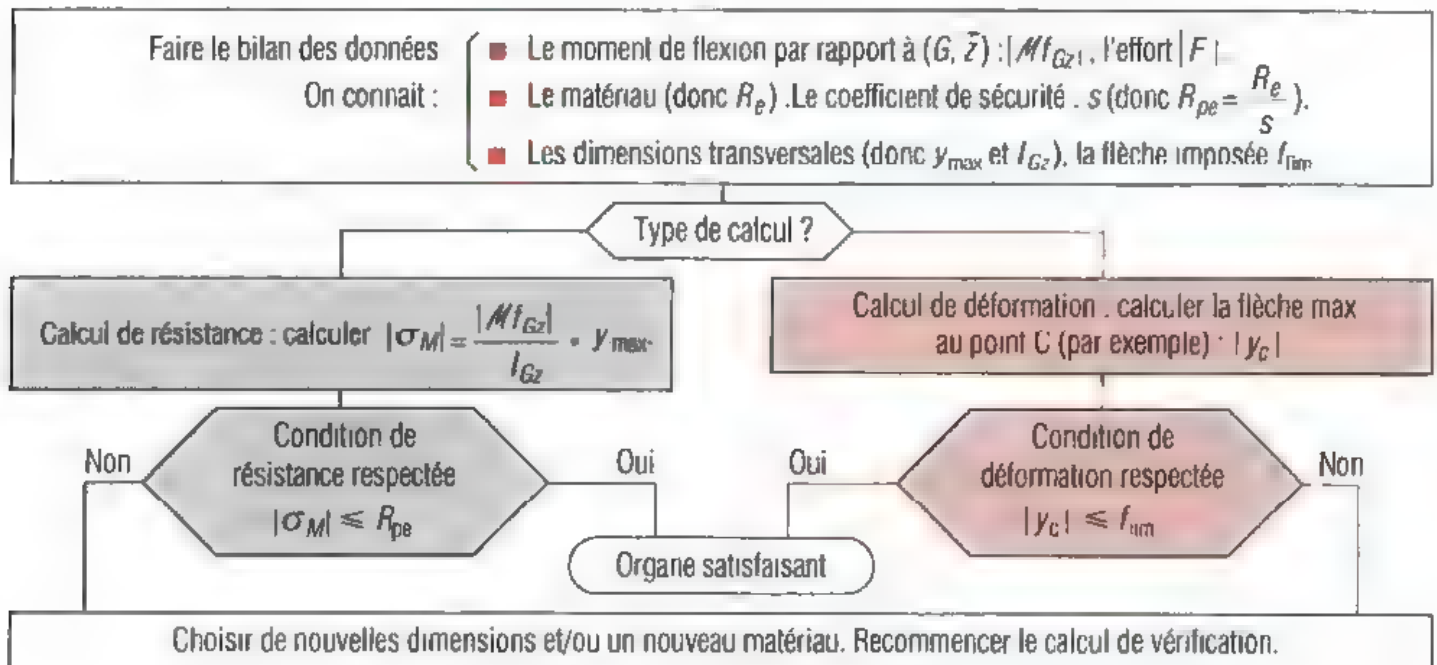 Faire le bilan des données
On connait :
■ Le moment de flexion par rapport à (G, z⃗) : |Mf_Gz|, l'effort |F|
■ Le matériau (donc R_e) . Le coefficient de sécurité . s (donc R_pe = R_e / s).
■ Les dimensions transversales (donc y_max et I_Gz), la flèche imposée f_lim
Type de calcul ?
Calcul de résistance : calculer |σ_M| = |Mf_Gz| / I_Gz • y_max.
Calcul de déformation . calculer la flèche max
au point C (par exemple) · |y_c|
Non
Condition de
résistance respectée
|σ_M| ⩽ R_pe
Oui
Oui
Condition de
déformation respectée
|y_c| ⩽ f_lim
Non
Organe satisfaisant
Choisir de nouvelles dimensions et/ou un nouveau matériau. Recommencer le calcul de vérification.